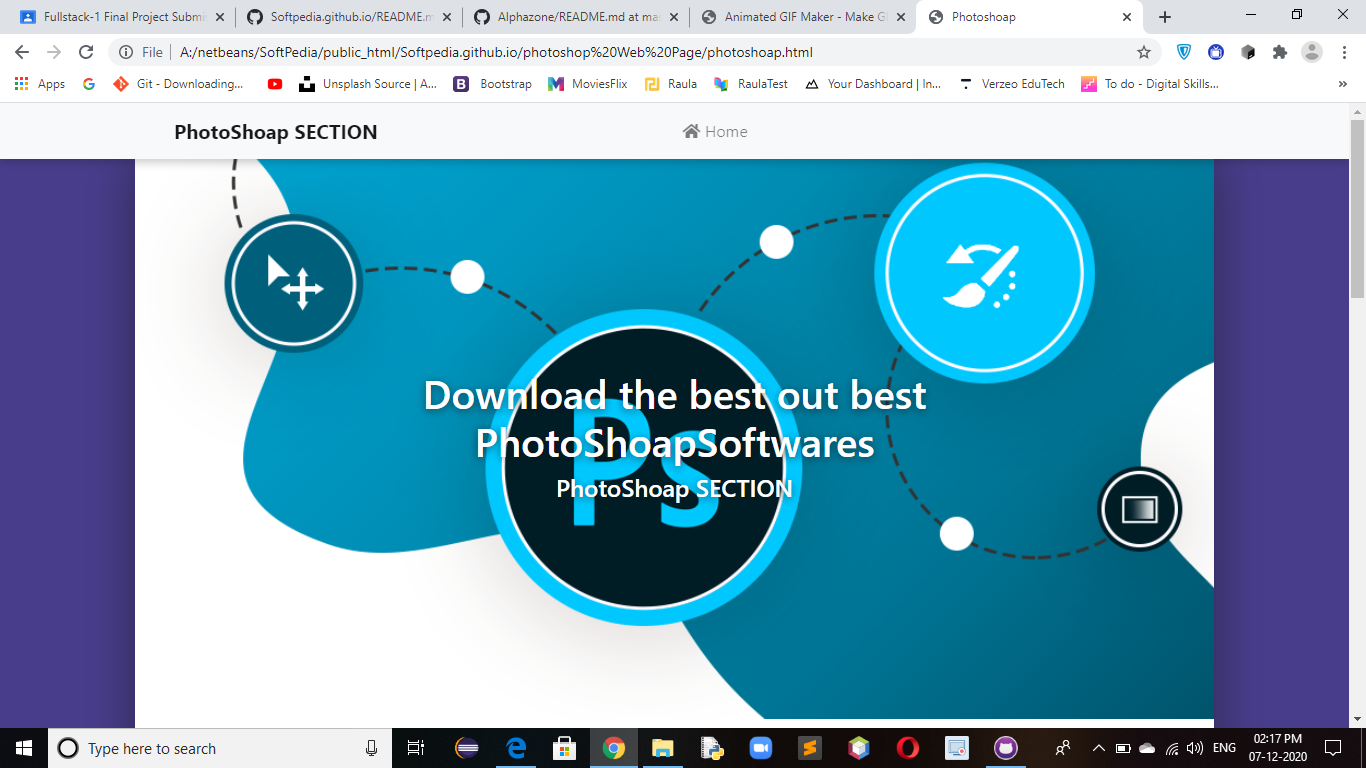 Fullstack-1 Final Project Submi
Softpedia.github.io/README.m
Alphazone/README.md at ma
Animated GIF Maker - Make G
Photoshoap
File
A:/netbeans/SoftPedia/public_html/Softpedia.github.io/photoshop%20Web%20Page/photoshoap.html
Apps
Git - Downloading...
Unsplash Source | A...
Bootstrap
MoviesFlix
Raula
RaulaTest
Your Dashboard | In...
Verzeo EduTech
To do - Digital Skills...
PhotoShoap SECTION
Home
Download the best out best
PhotoShoapSoftwares
PhotoShoap SECTION
Ps
Type here to search
ENG
02:17 PM
07-12-2020